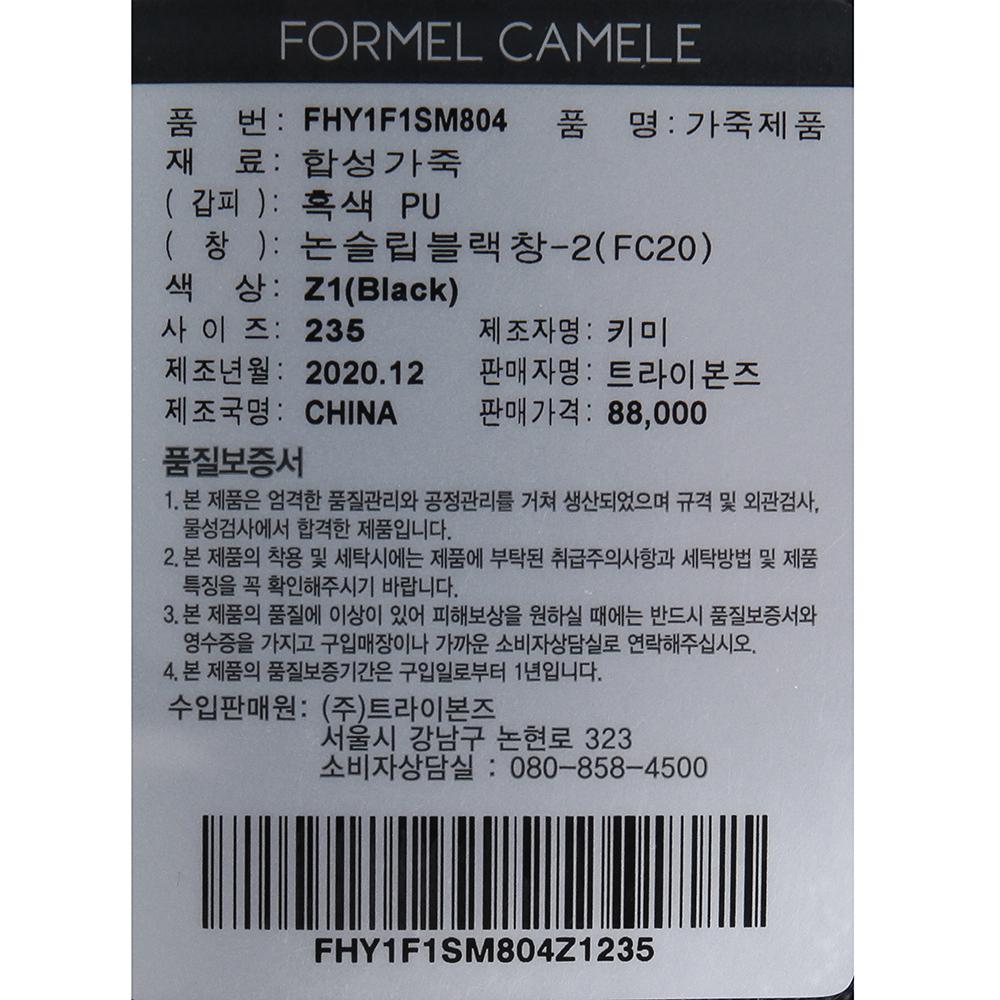 FORMEL CAMELE
품 번: FHY1F1SM804 품 명: 가죽제품
재 료: 합성가죽
( 갑피 ): 흑색 PU
( 창 ): 논슬립블랙창-2(FC20)
색 상: Z1(Black)
사 이 즈: 235 제조자명: 키미
제조년월: 2020.12 판매자명: 트라이본즈
제조국명: CHINA 판매가격: 88,000
품질보증서
1. 본 제품은 엄격한 품질관리와 공정관리를 거쳐 생산되었으며 규격 및 외관검사,
물성검사에서 합격한 제품입니다.
2. 본 제품의 착용 및 세탁시에는 제품에 부탁된 취급주의사항과 세탁방법 및 제품
특징을 꼭 확인해주시기 바랍니다.
3. 본 제품의 품질에 이상이 있어 피해보상을 원하실 때에는 반드시 품질보증서와
영수증을 가지고 구입매장이나 가까운 소비자상담실로 연락해주십시오.
4. 본 제품의 품질보증기간은 구입일로부터 1년입니다.
수입판매원: (주)트라이본즈
서울시 강남구 논현로 323
소비자상담실 : 080-858-4500
FHY1F1SM804Z1235